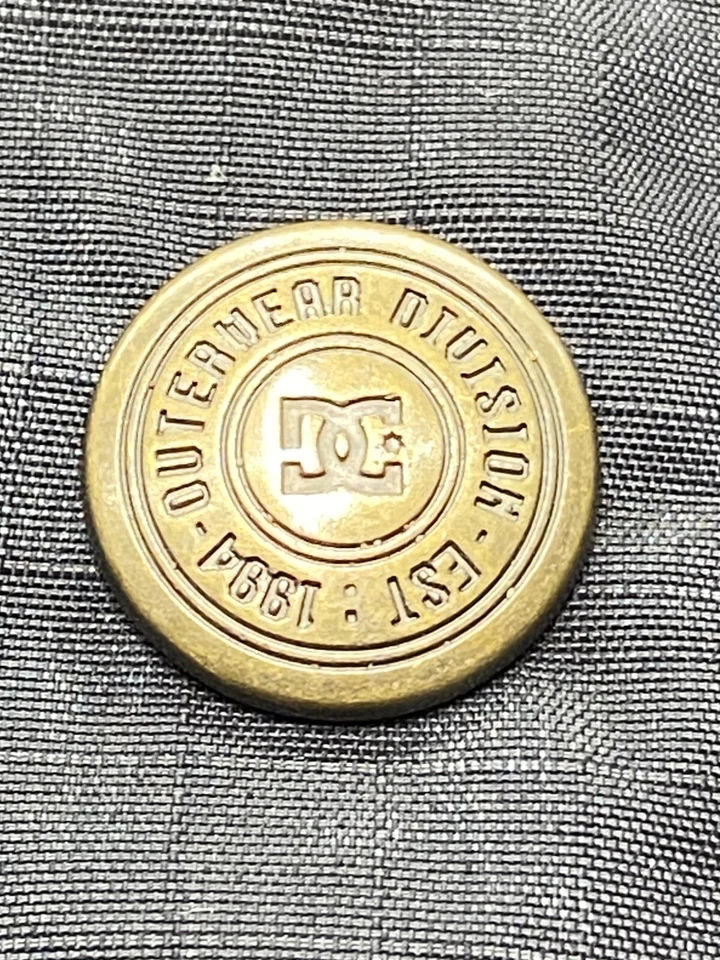 OUTERWEAR DIVISION - EST : 1994 -
DC